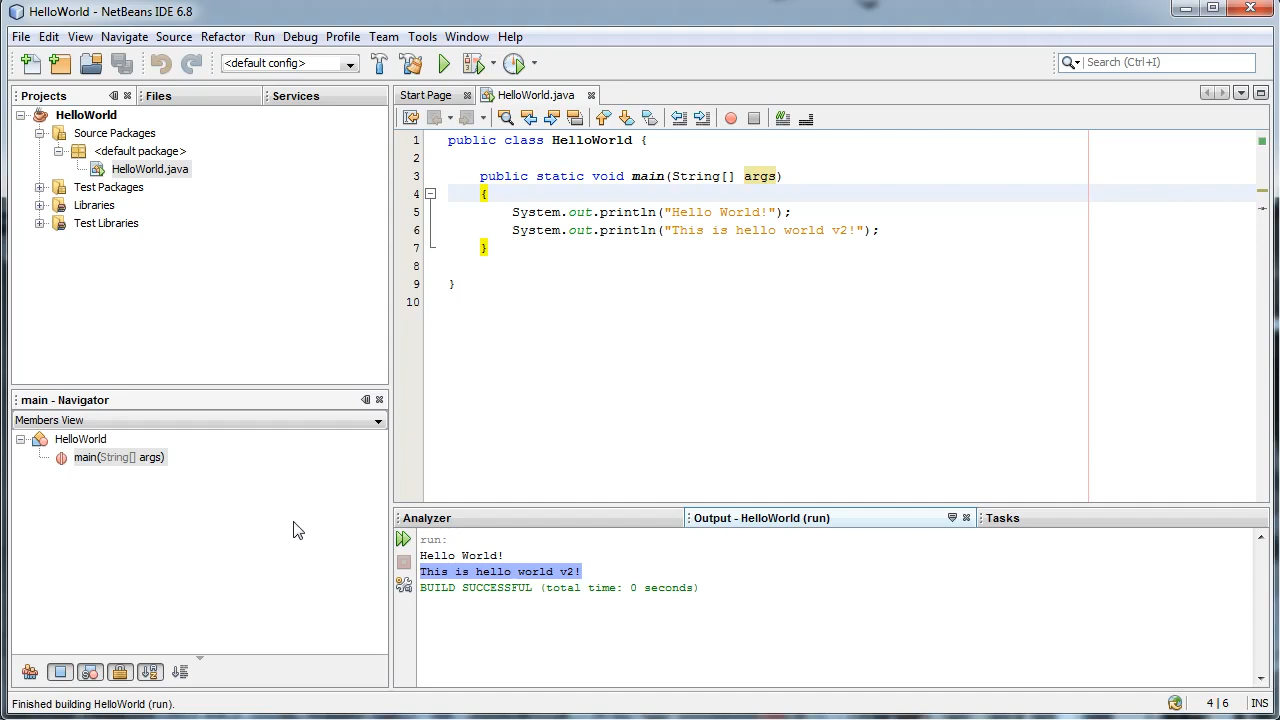 HelloWorld - NetBeans IDE 6.8
File Edit View Navigate Source Refactor Run Debug Profile Team Tools Window Help
<default config>
Search (Ctrl+I)
Projects Files Services
HelloWorld
Source Packages
<default package>
HelloWorld.java
Test Packages
Libraries
Test Libraries
Start Page HelloWorld.java
1 public class HelloWorld {
2
3 public static void main(String[] args)
4 {
5 System.out.println("Hello World!");
6 System.out.println("This is hello world v2!");
7 }
8
9 }
10
main - Navigator
Members View
HelloWorld
main(String[] args)
Analyzer Output - HelloWorld (run) Tasks
run:
Hello World!
This is hello world v2!
BUILD SUCCESSFUL (total time: 0 seconds)
Finished building HelloWorld (run).
4 | 6 INS